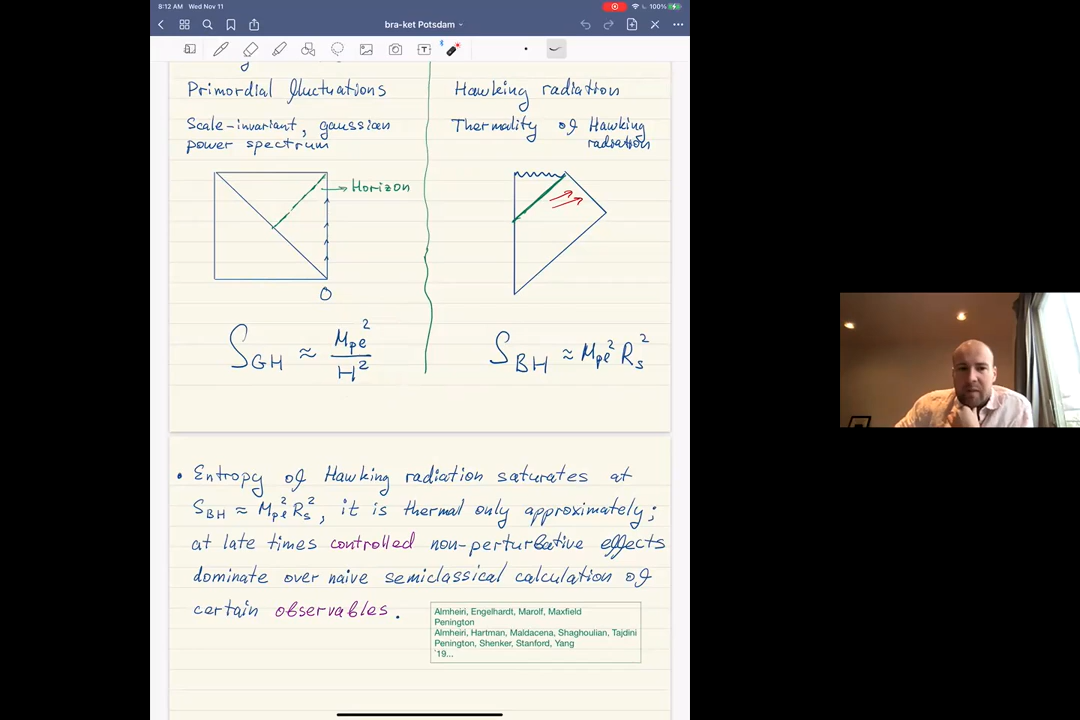 8:12 AM Wed Nov 11
100%
bra-ket Potsdam
Primordial fluctuations
Scale-invariant, gaussian
power spectrum
Horizon
O
S_GH ≈ M_pl^2 / H^2
Hawking radiation
Thermality of Hawking
radiation
S_BH ≈ M_pl^2 R_s^2
• Entropy of Hawking radiation saturates at
S_BH ≈ M_pl^2 R_s^2, it is thermal only approximately;
at late times controlled non-perturbative effects
dominate over naive semiclassical calculation of
certain observables.
Almheiri, Engelhardt, Marolf, Maxfield
Penington
Almheiri, Hartman, Maldacena, Shaghoulian, Tajdini
Penington, Shenker, Stanford, Yang
'19...